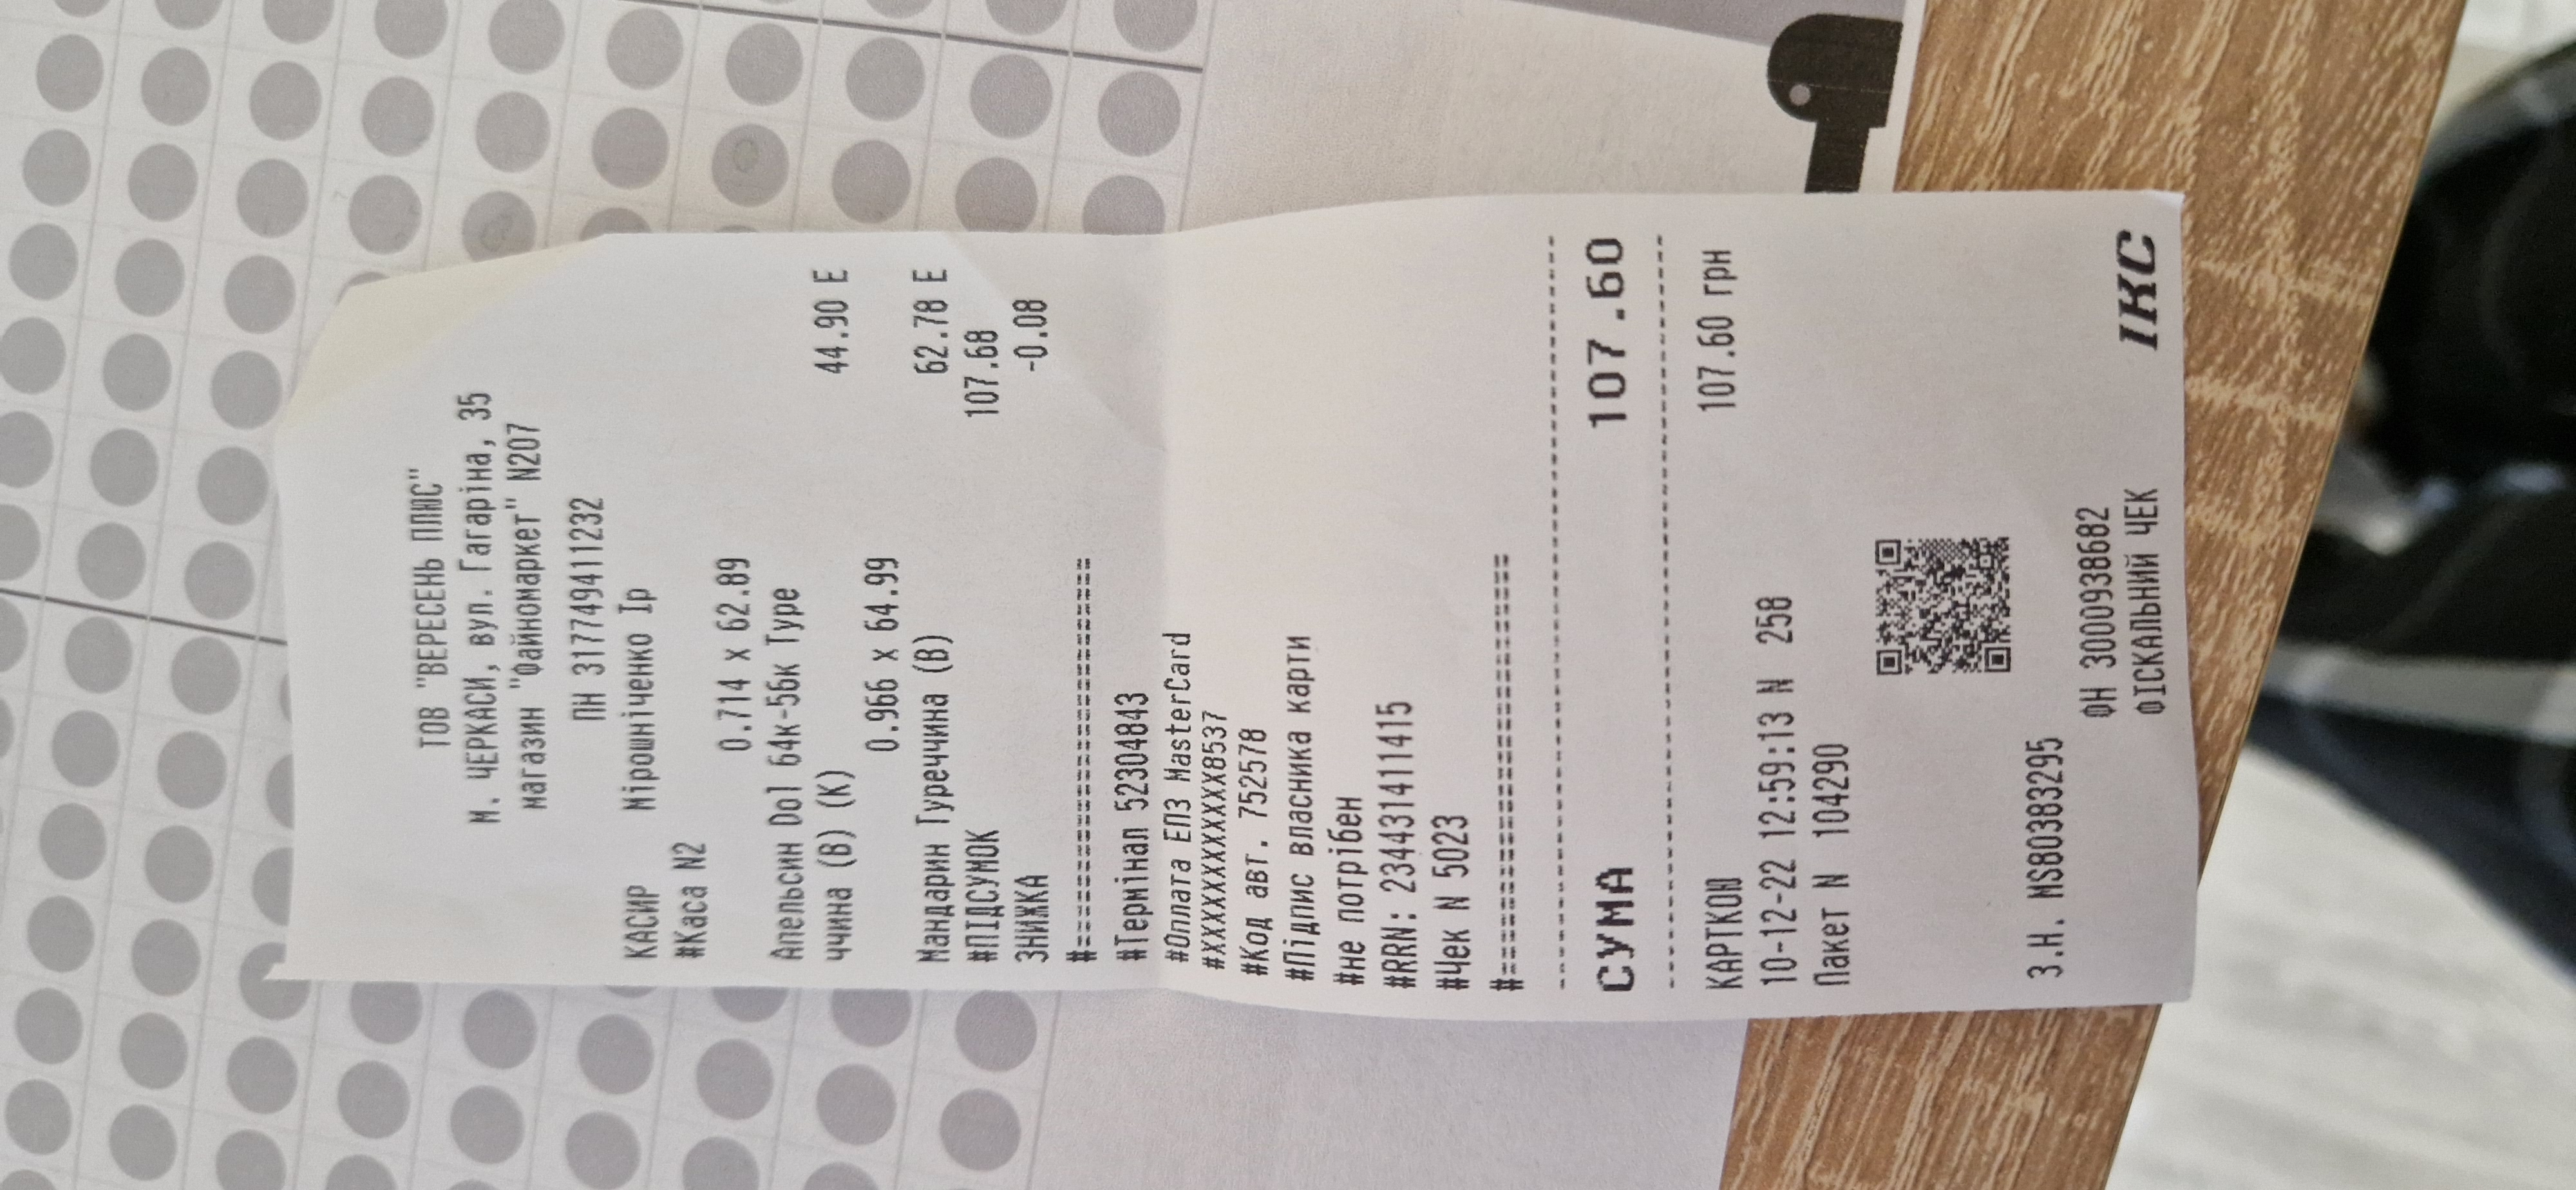 ТОВ "ВЕРЕСЕНЬ ПЛЮС"
М. ЧЕРКАСИ, вул. Гагаріна, 35
магазин "Файномаркет" N207
ПН 317749411232
КАСИР Мірошніченко Ір
#Каса N2
0.714 x 62.89
Апельсин Dol 64к-56к Туре
ччина (В) (К) 44.90 Е
0.966 x 64.99
Мандарин Туреччина (В) 62.78 Е
#ПІДСУМОК 107.68
ЗНИЖКА -0.08
#================================
#Термінал 52304843
#Оплата ЕПЗ MasterCard
#XXXXXXXXXXXX8537
#Код авт. 752578
#Підпис власника карти
#не потрібен
#RRN: 234431411415
#Чек N 5023
#================================
СУМА 107.60
КАРТКОЮ 107.60 грн
10-12-22 12:59:13 N 258
Пакет N 104290
З.Н. MS80383295
ФН 3000938682
ФІСКАЛЬНИЙ ЧЕК ІКС